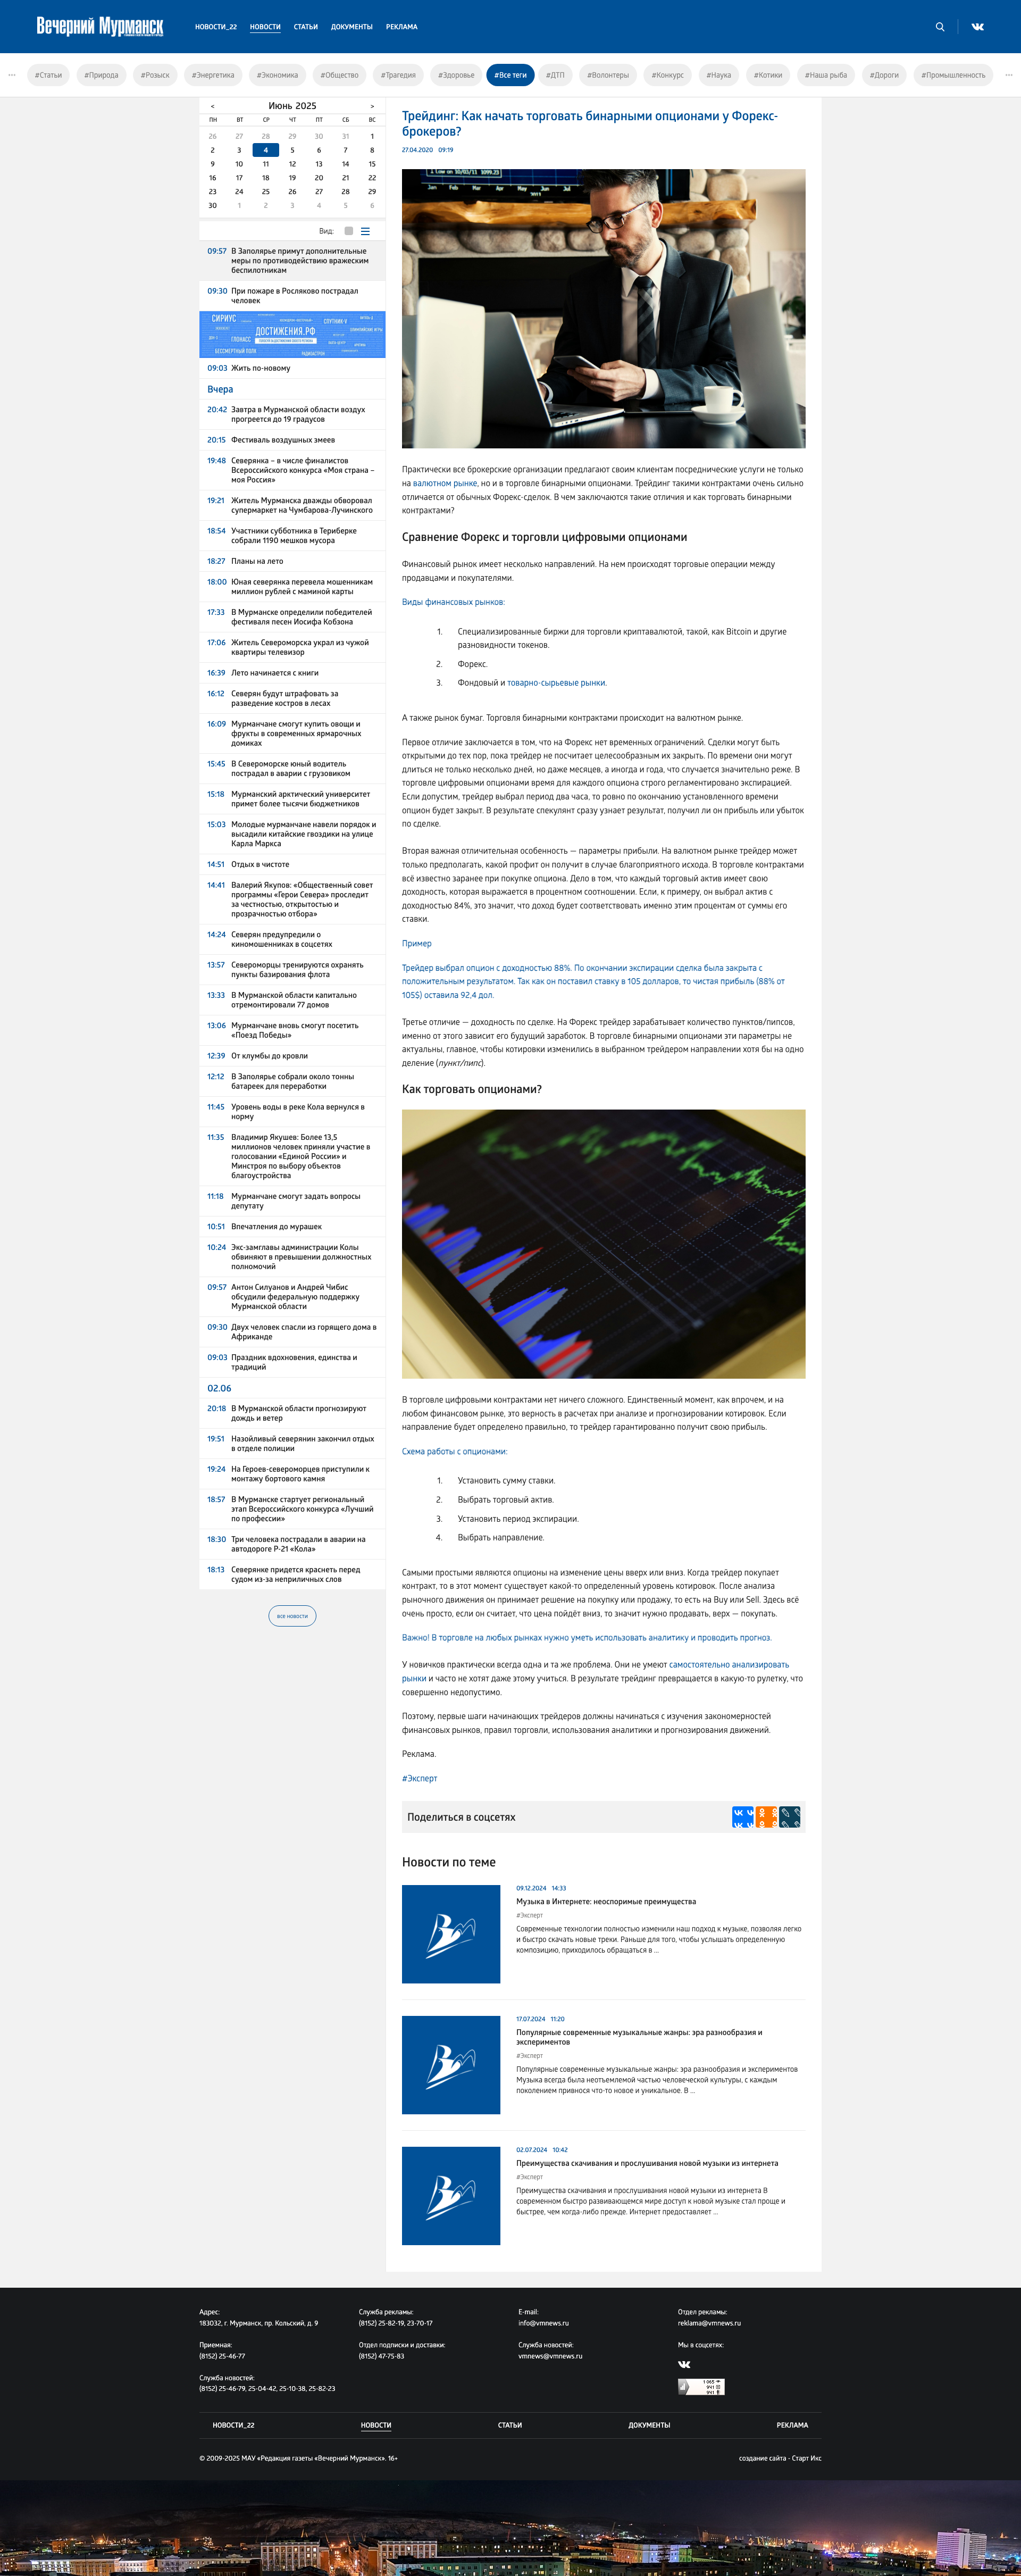 Вечерний Мурманск
НОВОСТИ_22 НОВОСТИ СТАТЬИ ДОКУМЕНТЫ РЕКЛАМА
#Статьи #Природа #Розыск #Энергетика #Экономика #Общество #Трагедия #Здоровье #Все теги #ДТП #Волонтеры #Конкурс #Наука #Котики #Наша рыба #Дороги #Промышленность
< Июнь 2025 >
ПН ВТ СР ЧТ ПТ СБ ВС
26 27 28 29 30 31 1
2 3 4 5 6 7 8
9 10 11 12 13 14 15
16 17 18 19 20 21 22
23 24 25 26 27 28 29
30 1 2 3 4 5 6
Вид:
09:57 В Заполярье примут дополнительные
меры по противодействию вражеским
беспилотникам
09:30 При пожаре в Росляково пострадал
человек
СИРИУС
СПУТНИК-V
ДОСТИЖЕНИЯ.РФ
ГЛОНАСС
БЕССМЕРТНЫЙ ПОЛК
09:03 Жить по-новому
Вчера
20:42 Завтра в Мурманской области воздух
прогреется до 19 градусов
20:15 Фестиваль воздушных змеев
19:48 Северянка – в числе финалистов
Всероссийского конкурса «Моя страна –
моя Россия»
19:21 Житель Мурманска дважды обворовал
супермаркет на Чумбарова-Лучинского
18:54 Участники субботника в Териберке
собрали 1190 мешков мусора
18:27 Планы на лето
18:00 Юная северянка перевела мошенникам
миллион рублей с маминой карты
17:33 В Мурманске определили победителей
фестиваля песен Иосифа Кобзона
17:06 Житель Североморска украл из чужой
квартиры телевизор
16:39 Лето начинается с книги
16:12 Северян будут штрафовать за
разведение костров в лесах
16:09 Мурманчане смогут купить овощи и
фрукты в современных ярмарочных
домиках
15:45 В Североморске юный водитель
пострадал в аварии с грузовиком
15:18 Мурманский арктический университет
примет более тысячи бюджетников
15:03 Молодые мурманчане навели порядок и
высадили китайские гвоздики на улице
Карла Маркса
14:51 Отдых в чистоте
14:41 Валерий Якупов: «Общественный совет
программы «Герои Севера» проследит
за честностью, открытостью и
прозрачностью отбора»
14:24 Северян предупредили о
киномошенниках в соцсетях
13:57 Североморцы тренируются охранять
пункты базирования флота
13:33 В Мурманской области капитально
отремонтировали 77 домов
13:06 Мурманчане вновь смогут посетить
«Поезд Победы»
12:39 От клумбы до кровли
12:12 В Заполярье собрали около тонны
батареек для переработки
11:45 Уровень воды в реке Кола вернулся в
норму
11:35 Владимир Якушев: Более 13,5
миллионов человек приняли участие в
голосовании «Единой России» и
Минстроя по выбору объектов
благоустройства
11:18 Мурманчане смогут задать вопросы
депутату
10:51 Впечатления до мурашек
10:24 Экс-замглавы администрации Колы
обвиняют в превышении должностных
полномочий
09:57 Антон Силуанов и Андрей Чибис
обсудили федеральную поддержку
Мурманской области
09:30 Двух человек спасли из горящего дома в
Африканде
09:03 Праздник вдохновения, единства и
традиций
02.06
20:18 В Мурманской области прогнозируют
дождь и ветер
19:51 Назойливый северянин закончил отдых
в отделе полиции
19:24 На Героев-североморцев приступили к
монтажу бортового камня
18:57 В Мурманске стартует региональный
этап Всероссийского конкурса «Лучший
по профессии»
18:30 Три человека пострадали в аварии на
автодороге Р-21 «Кола»
18:13 Северянке придется краснеть перед
судом из-за неприличных слов
все новости
Трейдинг: Как начать торговать бинарными опционами у Форекс-
брокеров?
27.04.2020 09:19
Практически все брокерские организации предлагают своим клиентам посреднические услуги не только
на валютном рынке, но и в торговле бинарными опционами. Трейдинг такими контрактами очень сильно
отличается от обычных Форекс-сделок. В чем заключаются такие отличия и как торговать бинарными
контрактами?
Сравнение Форекс и торговли цифровыми опционами
Финансовый рынок имеет несколько направлений. На нем происходят торговые операции между
продавцами и покупателями.
Виды финансовых рынков:
1. Специализированные биржи для торговли криптавалютой, такой, как Bitcoin и другие
разновидности токенов.
2. Форекс.
3. Фондовый и товарно-сырьевые рынки.
А также рынок бумаг. Торговля бинарными контрактами происходит на валютном рынке.
Первое отличие заключается в том, что на Форекс нет временных ограничений. Сделки могут быть
открытыми до тех пор, пока трейдер не посчитает целесообразным их закрыть. По времени они могут
длиться не только несколько дней, но даже месяцев, а иногда и года, что случается значительно реже. В
торговле цифровыми опционами время для каждого опциона строго регламентировано экспирацией.
Если допустим, трейдер выбрал период два часа, то ровно по окончанию установленного времени
опцион будет закрыт. В результате спекулянт сразу узнает результат, получил ли он прибыль или убыток
по сделке.
Вторая важная отличительная особенность — параметры прибыли. На валютном рынке трейдер может
только предполагать, какой профит он получит в случае благоприятного исхода. В торговле контрактами
всё известно заранее при покупке опциона. Дело в том, что каждый торговый актив имеет свою
доходность, которая выражается в процентном соотношении. Если, к примеру, он выбрал актив с
доходностью 84%, это значит, что доход будет соответствовать именно этим процентам от суммы его
ставки.
Пример
Трейдер выбрал опцион с доходностью 88%. По окончании экспирации сделка была закрыта с
положительным результатом. Так как он поставил ставку в 105 долларов, то чистая прибыль (88% от
105$) оставила 92,4 дол.
Третье отличие — доходность по сделке. На Форекс трейдер зарабатывает количество пунктов/пипсов,
именно от этого зависит его будущий заработок. В торговле бинарными опционами эти параметры не
актуальны, главное, чтобы котировки изменились в выбранном трейдером направлении хотя бы на одно
деление (пункт/пипс).
Как торговать опционами?
В торговле цифровыми контрактами нет ничего сложного. Единственный момент, как и впрочем, и на
любом финансовом рынке, это верность в расчетах при анализе и прогнозировании котировок. Если
направление будет определено правильно, то трейдер гарантированно получит свою прибыль.
Схема работы с опционами:
1. Установить сумму ставки.
2. Выбрать торговый актив.
3. Установить период экспирации.
4. Выбрать направление.
Самыми простыми являются опционы на изменение цены вверх или вниз. Когда трейдер покупает
контракт, то в этот момент существует какой-то определенный уровень котировок. После анализа
рыночного движения он принимает решение на покупку или продажу, то есть на Buy или Sell. Здесь всё
очень просто, если он считает, что цена пойдёт вниз, то значит нужно продавать, верх — покупать.
Важно! В торговле на любых рынках нужно уметь использовать аналитику и проводить прогноз.
У новичков практически всегда одна и та же проблема. Они не умеют самостоятельно анализировать
рынки и часто не хотят даже этому учиться. В результате трейдинг превращается в какую-то рулетку, что
совершенно недопустимо.
Поэтому, первые шаги начинающих трейдеров должны начинаться с изучения закономерностей
финансовых рынков, правил торговли, использования аналитики и прогнозирования движений.
Реклама.
#Эксперт
Поделиться в соцсетях
Новости по теме
09.12.2024 14:33
Музыка в Интернете: неоспоримые преимущества
#Эксперт
Современные технологии полностью изменили наш подход к музыке, позволяя легко
и быстро скачать новые треки. Раньше для того, чтобы услышать определенную
композицию, приходилось обращаться в ...
17.07.2024 11:20
Популярные современные музыкальные жанры: эра разнообразия и
экспериментов
#Эксперт
Популярные современные музыкальные жанры: эра разнообразия и экспериментов
Музыка всегда была неотъемлемой частью человеческой культуры, с каждым
поколением привнося что-то новое и уникальное. В ...
02.07.2024 10:42
Преимущества скачивания и прослушивания новой музыки из интернета
#Эксперт
Преимущества скачивания и прослушивания новой музыки из интернета В
современном быстро развивающемся мире доступ к новой музыке стал проще и
быстрее, чем когда-либо прежде. Интернет предоставляет ...
Адрес:
183032, г. Мурманск, пр. Кольский, д. 9
Приемная:
(8152) 25-46-77
Служба новостей:
(8152) 25-46-79, 25-04-42, 25-10-38, 25-82-23
Служба рекламы:
(8152) 25-82-19, 23-70-17
Отдел подписки и доставки:
(8152) 47-75-83
E-mail:
info@vmnews.ru
Служба новостей:
vmnews@vmnews.ru
Отдел рекламы:
reklama@vmnews.ru
Мы в соцсетях:
1 065
941
941
НОВОСТИ_22 НОВОСТИ СТАТЬИ ДОКУМЕНТЫ РЕКЛАМА
© 2009-2025 МАУ «Редакция газеты «Вечерний Мурманск». 16+
создание сайта - Старт Икс